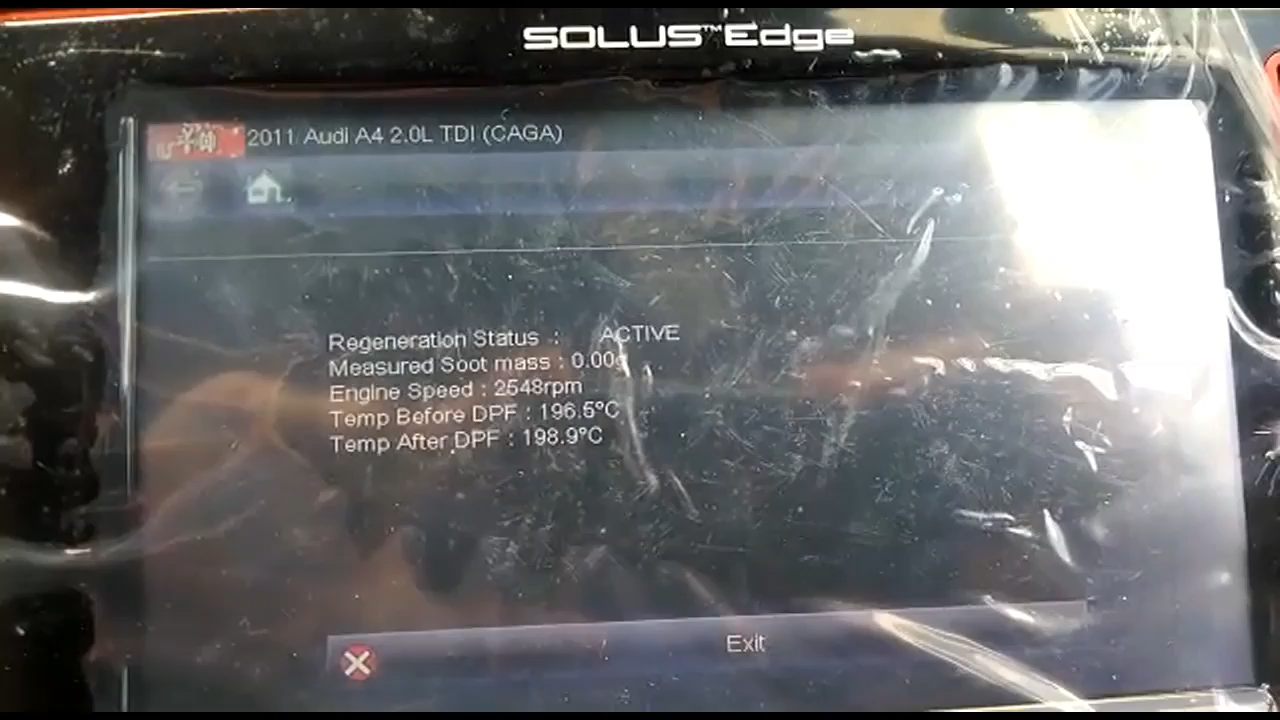 SOLUS™Edge
2011 Audi A4 2.0L TDI (CAGA)
Regeneration Status : ACTIVE
Measured Soot mass : 0.00g
Engine Speed : 2548rpm
Temp Before DPF : 196.5°C
Temp After DPF : 198.9°C
Exit